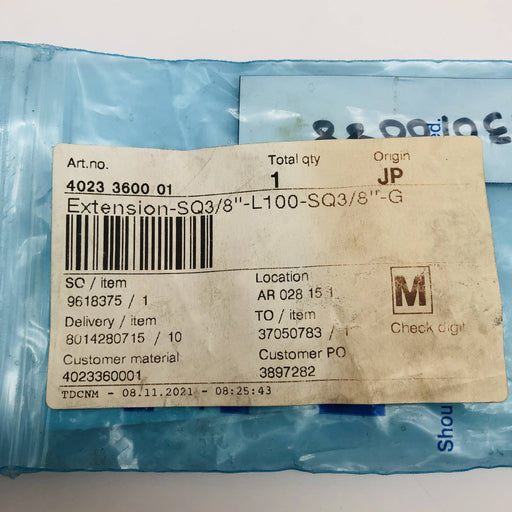 Art.no. Total qty Origin
4023 3600 01 1 JP
Extension-SQ3/8"-L100-SQ3/8"-G
SO / item Location
9618375 / 1 AR 028 15 1
Delivery / item TO / item
8014280715 / 10 37050783 / 1
M
Check digit
Customer material Customer PO
4023360001 3897282
TDCNM - 08.11.2021 - 08:25:43
ed.
Shou